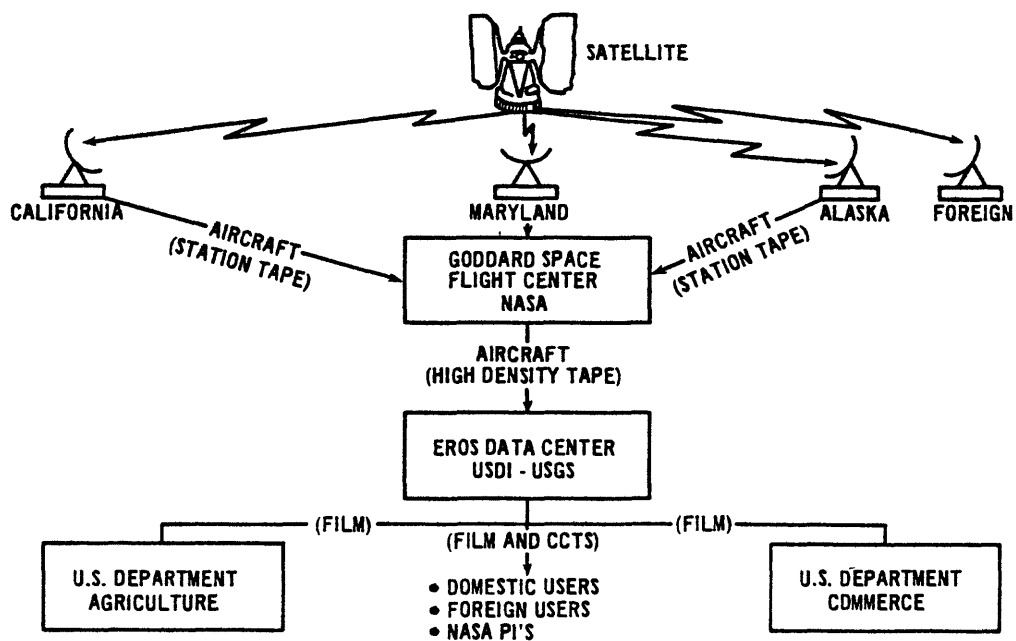 SATELLITE
CALIFORNIA
MARYLAND
ALASKA
FOREIGN
AIRCRAFT
(STATION TAPE)
GODDARD SPACE
FLIGHT CENTER
NASA
AIRCRAFT
(STATION TAPE)
AIRCRAFT
(HIGH DENSITY TAPE)
EROS DATA CENTER
USDI - USGS
(FILM)
(FILM AND CCTS)
(FILM)
U.S. DEPARTMENT
AGRICULTURE
• DOMESTIC USERS
• FOREIGN USERS
• NASA PI'S
U.S. DEPARTMENT
COMMERCE